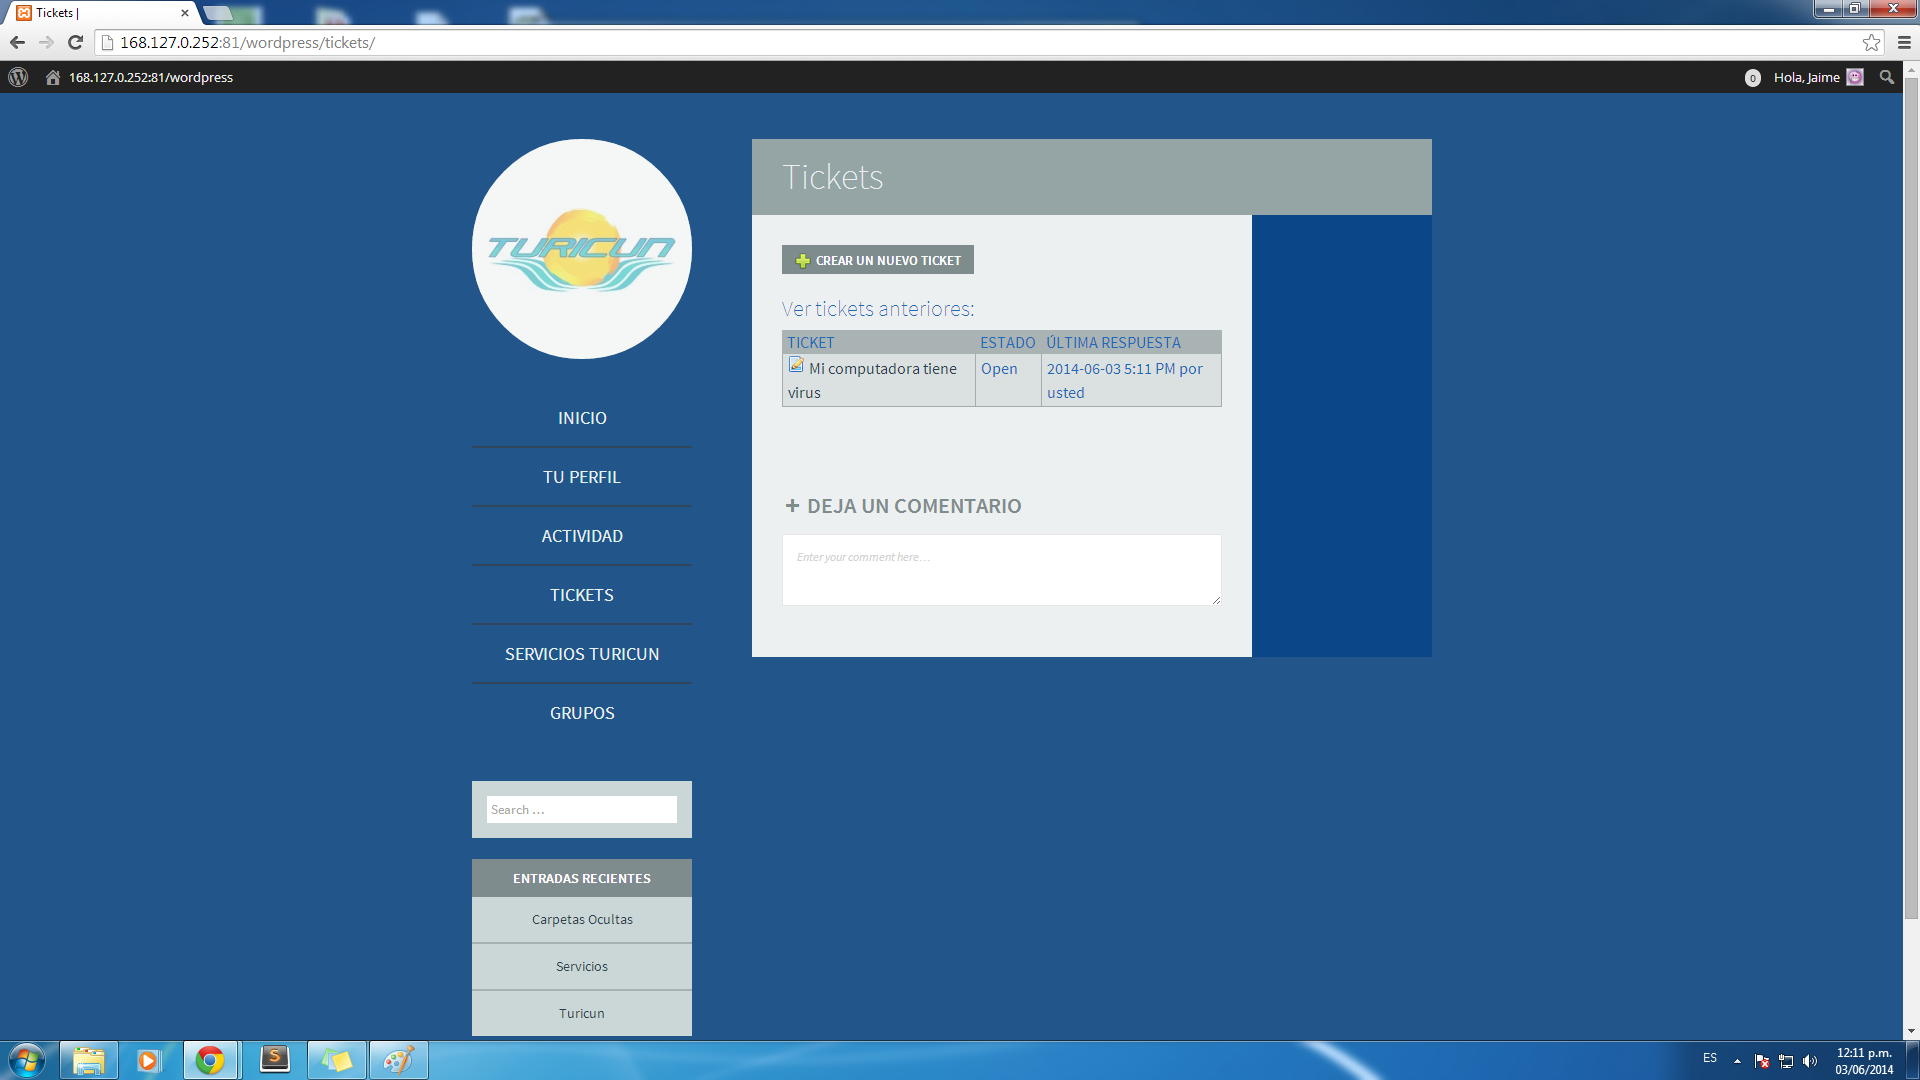 Tickets |
168.127.0.252:81/wordpress/tickets/
168.127.0.252:81/wordpress
0
Hola, Jaime
TURICUN
INICIO
TU PERFIL
ACTIVIDAD
TICKETS
SERVICIOS TURICUN
GRUPOS
Search …
ENTRADAS RECIENTES
Carpetas Ocultas
Servicios
Turicun
Tickets
CREAR UN NUEVO TICKET
Ver tickets anteriores:
TICKET ESTADO ÚLTIMA RESPUESTA
Mi computadora tiene Open 2014-06-03 5:11 PM por
virus usted
DEJA UN COMENTARIO
Enter your comment here…
S
ES
12:11 p.m.
03/06/2014